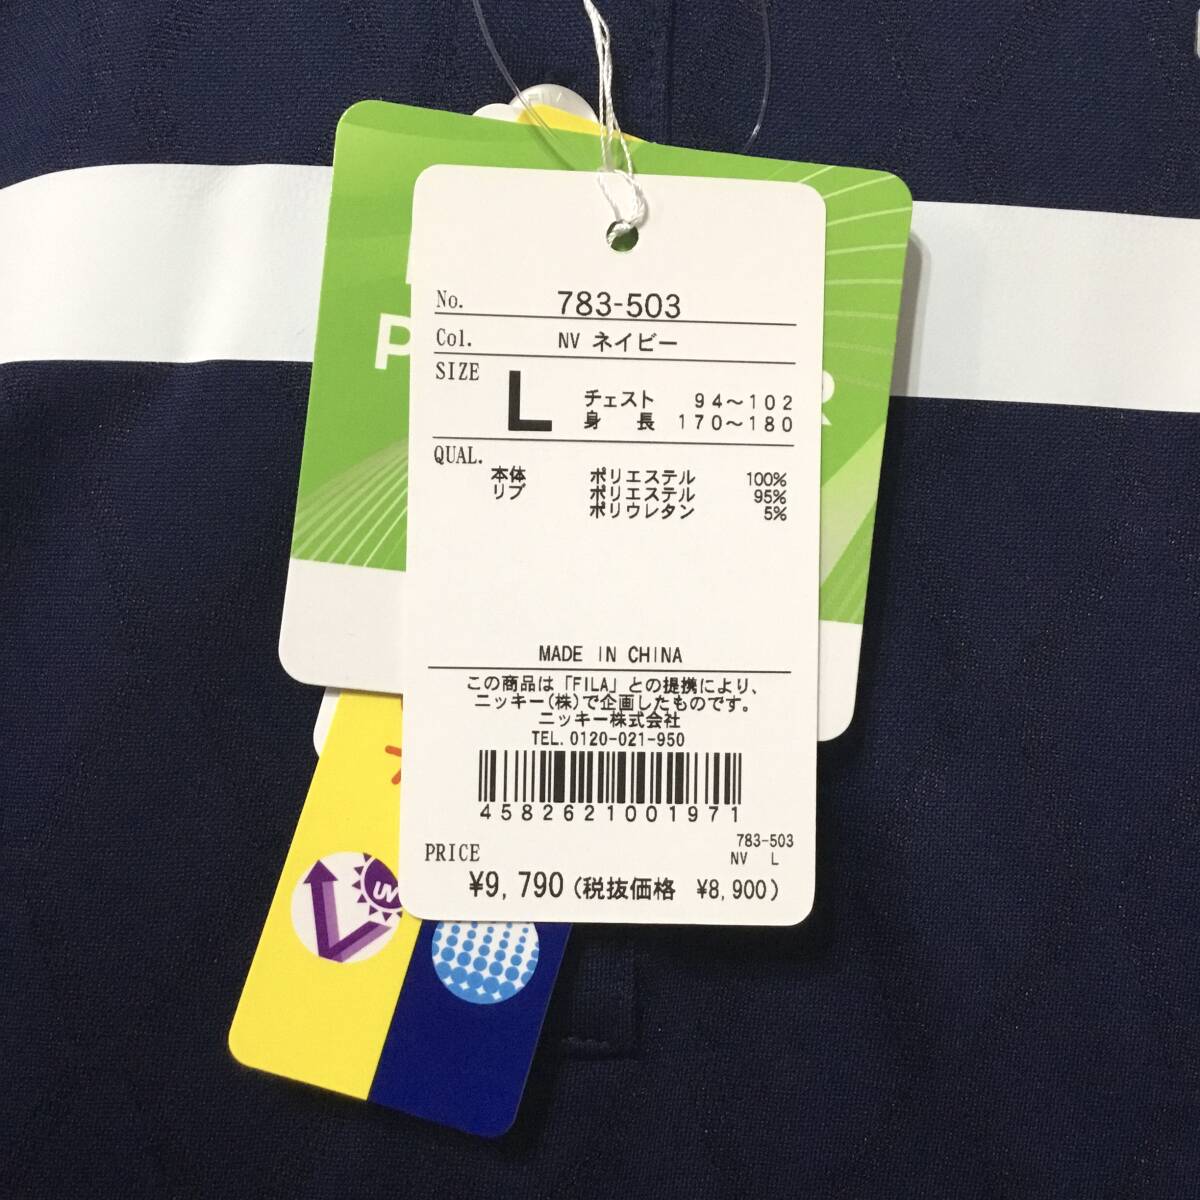 No. 783-503
Col. NV ネイビー
SIZE L チェスト 94～102
身長 170～180
QUAL. 本体 ポリエステル 100%
リブ ポリエステル 95%
ポリウレタン 5%
MADE IN CHINA
この商品は「FILA」との提携により、
ニッキー(株)で企画したものです。
ニッキー株式会社
TEL. 0120-021-950
4582621001971
783-503
NV L
PRICE
¥9,790(税抜価格 ¥8,900)
UV